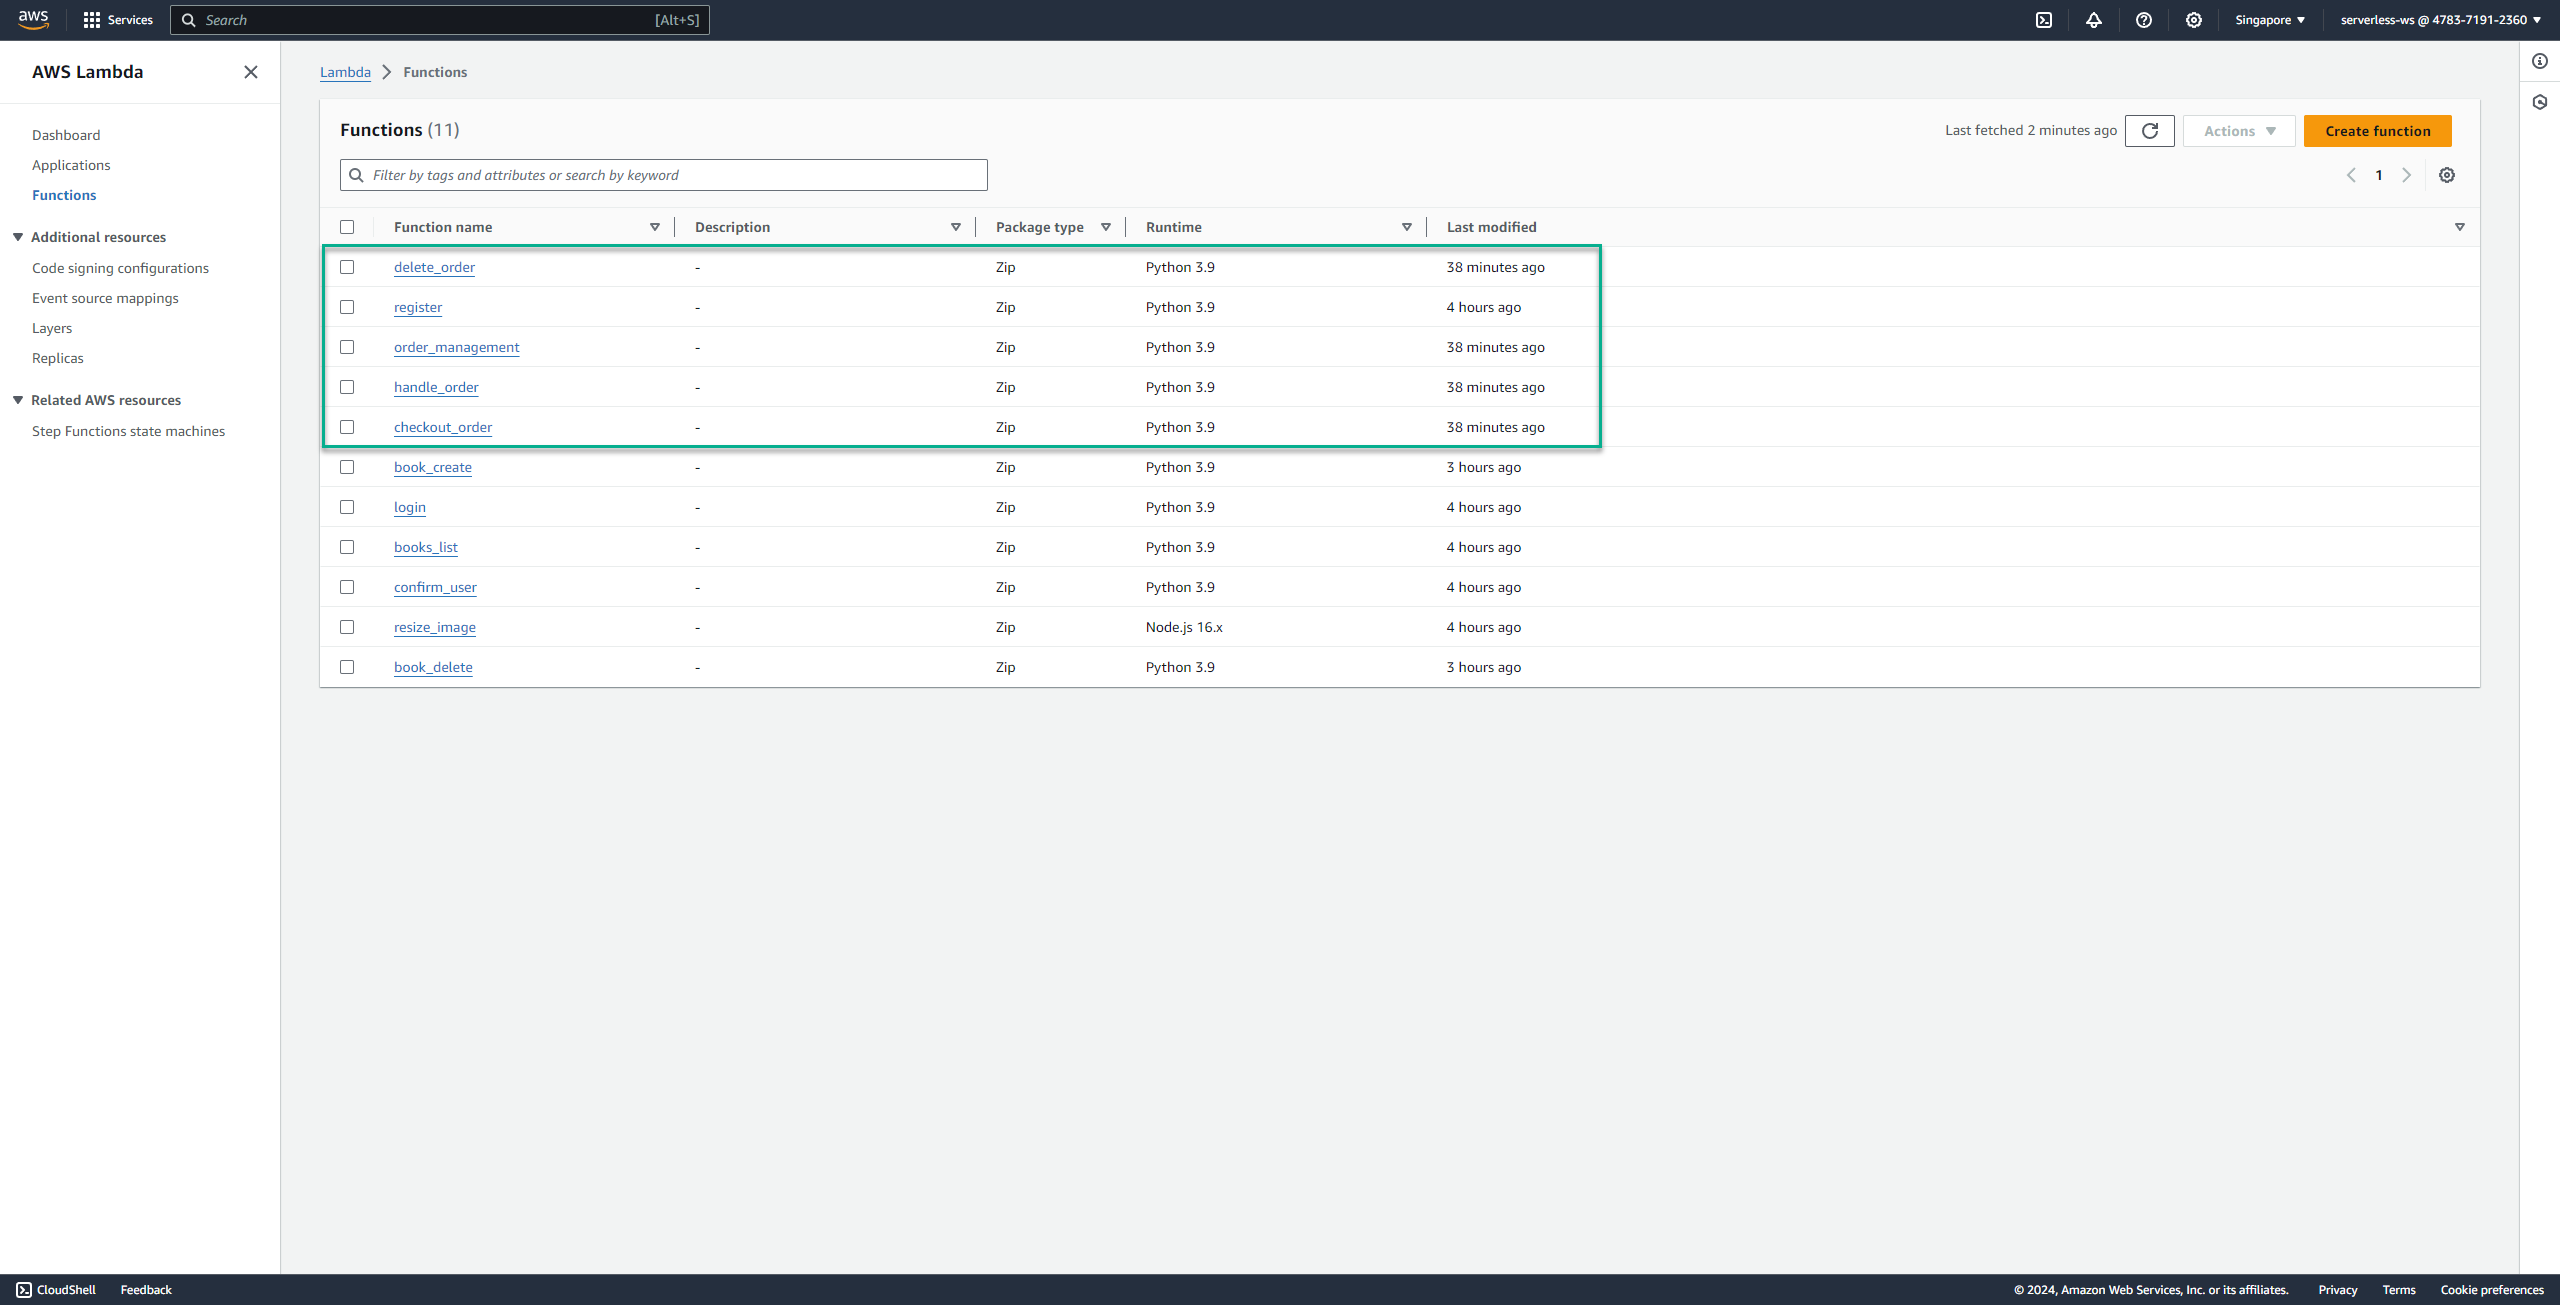 aws Services Search [Alt+S] Singapore serverless-ws @ 4783-7191-2360
AWS Lambda
Dashboard
Applications
Functions
Additional resources
Code signing configurations
Event source mappings
Layers
Replicas
Related AWS resources
Step Functions state machines
Lambda Functions
Functions (11) Last fetched 2 minutes ago Actions Create function
Filter by tags and attributes or search by keyword 1
Function name Description Package type Runtime Last modified
delete_order - Zip Python 3.9 38 minutes ago
register - Zip Python 3.9 4 hours ago
order_management - Zip Python 3.9 38 minutes ago
handle_order - Zip Python 3.9 38 minutes ago
checkout_order - Zip Python 3.9 38 minutes ago
book_create - Zip Python 3.9 3 hours ago
login - Zip Python 3.9 4 hours ago
books_list - Zip Python 3.9 4 hours ago
confirm_user - Zip Python 3.9 4 hours ago
resize_image - Zip Node.js 16.x 4 hours ago
book_delete - Zip Python 3.9 3 hours ago
CloudShell Feedback © 2024, Amazon Web Services, Inc. or its affiliates. Privacy Terms Cookie preferences